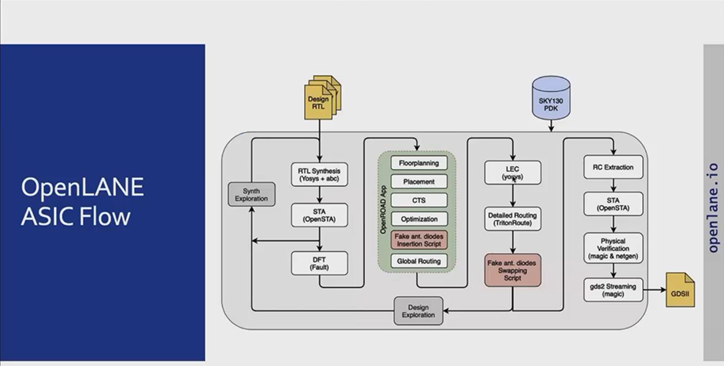 OpenLANE
ASIC Flow
Design
RTL
SKY130
PDK
Synth
Exploration
RTL Synthesis
(Yosys + abc)
STA
(OpenSTA)
DFT
(Fault)
OpenROAD App
Floorplanning
Placement
CTS
Optimization
Fake ant. diodes
Insertion Script
Global Routing
LEC
(yosys)
Detailed Routing
(TritonRoute)
Fake ant. diodes
Swapping
Script
Design
Exploration
RC Extraction
STA
(OpenSTA)
Physical
Verification
(magic & netgen)
gds2 Streaming
(magic)
GDSII
openlane.io